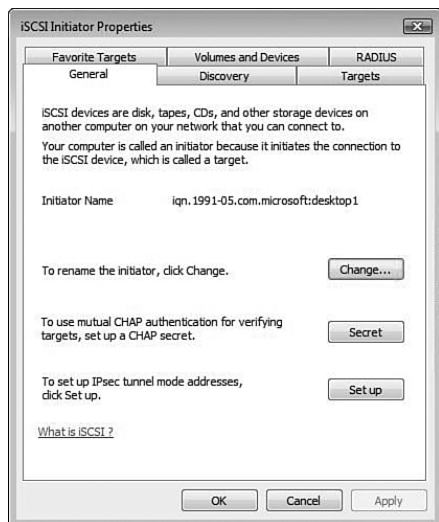 iSCSI Initiator Properties
Favorite Targets
Volumes and Devices
RADIUS
General
Discovery
Targets
iSCSI devices are disk, tapes, CDs, and other storage devices on
another computer on your network that you can connect to.
Your computer is called an initiator because it initiates the connection to
the iSCSI device, which is called a target.
Initiator Name
iqn.1991-05.com.microsoft:desktop1
To rename the initiator, click Change.
Change...
To use mutual CHAP authentication for verifying
targets, set up a CHAP secret.
Secret
To set up IPsec tunnel mode addresses,
click Set up.
Set up
What is iSCSI ?
OK
Cancel
Apply